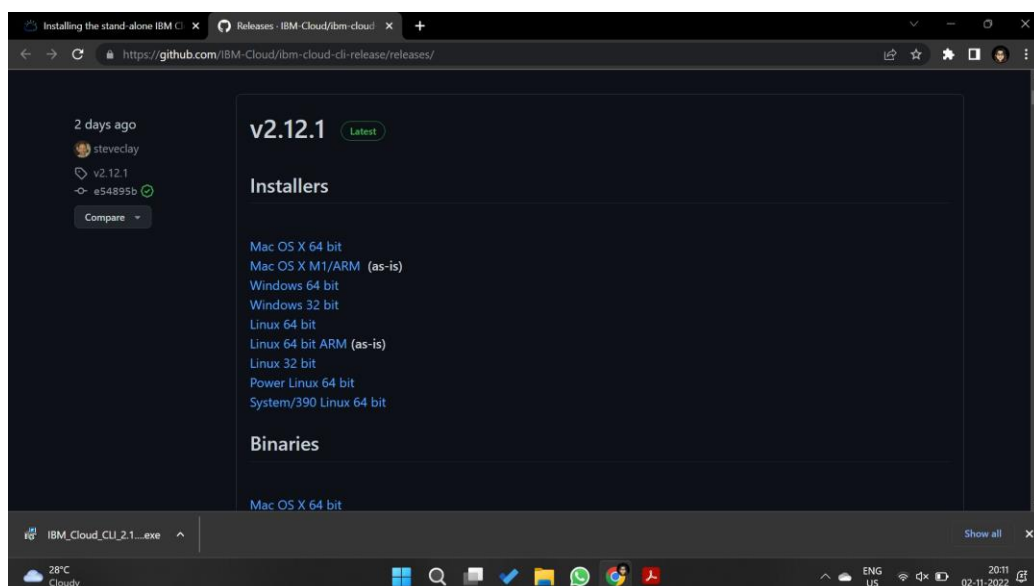 Installing the stand-alone IBM Cl
Releases · IBM-Cloud/ibm-cloud
https://github.com/IBM-Cloud/ibm-cloud-cli-release/releases/
2 days ago
steveclay
v2.12.1
e54895b
Compare
v2.12.1 Latest
Installers
Mac OS X 64 bit
Mac OS X M1/ARM (as-is)
Windows 64 bit
Windows 32 bit
Linux 64 bit
Linux 64 bit ARM (as-is)
Linux 32 bit
Power Linux 64 bit
System/390 Linux 64 bit
Binaries
Mac OS X 64 bit
IBM_Cloud_CLI_2.1....exe
Show all
28°C
Cloudy
ENG
US
20:11
02-11-2022